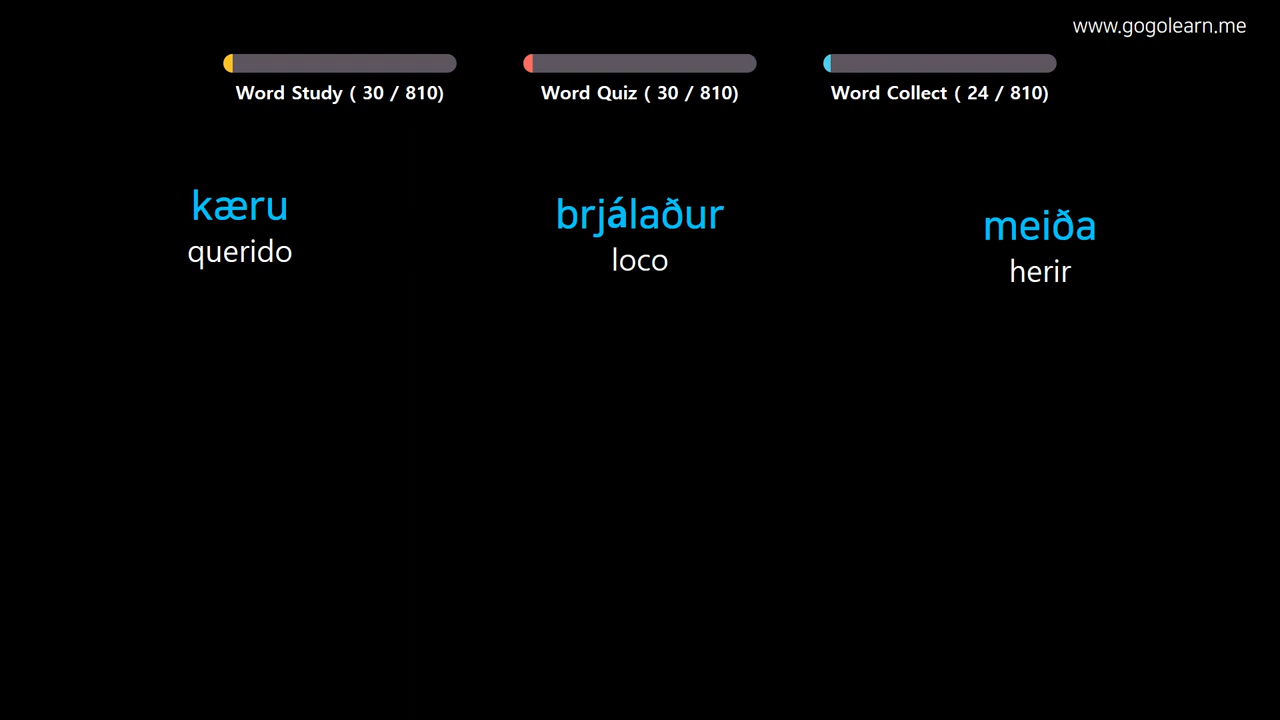 www.gogolearn.me
Word Study ( 30 / 810)
Word Quiz ( 30 / 810)
Word Collect ( 24 / 810)
kæru
querido
brjálaður
loco
meiða
herir